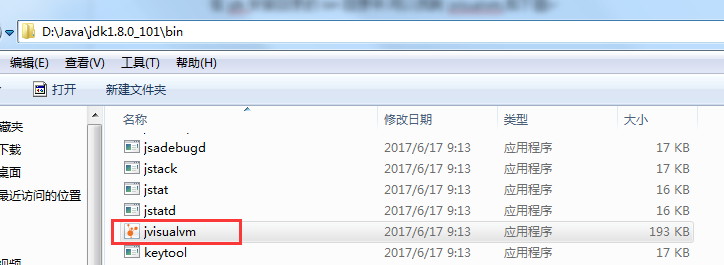 D:\Java\jdk1.8.0_101\bin
编辑(E) 查看(V) 工具(T) 帮助(H)
打开 新建文件夹
名称 修改日期 类型 大小
藏夹
下载
桌面
最近访问的位置
视频
jsadebugd 2017/6/17 9:13 应用程序 17 KB
jstack 2017/6/17 9:13 应用程序 17 KB
jstat 2017/6/17 9:13 应用程序 16 KB
jstatd 2017/6/17 9:13 应用程序 16 KB
jvisualvm 2017/6/17 9:13 应用程序 193 KB
keytool 2017/6/17 9:13 应用程序 17 KB